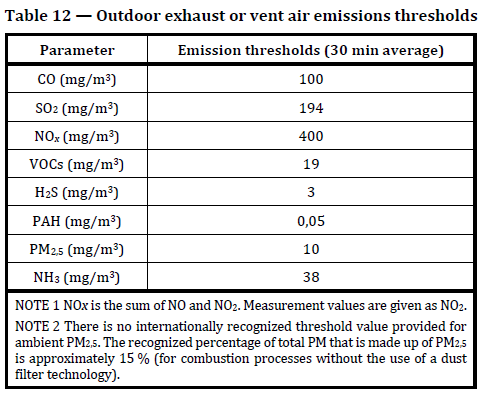 Table 12 — Outdoor exhaust or vent air emissions thresholds
Parameter Emission thresholds (30 min average)
CO (mg/m³) 100
SO₂ (mg/m³) 194
NOₓ (mg/m³) 400
VOCs (mg/m³) 19
H₂S (mg/m³) 3
PAH (mg/m³) 0,05
PM₂,₅ (mg/m³) 10
NH₃ (mg/m³) 38
NOTE 1 NOx is the sum of NO and NO₂. Measurement values are given as NO₂.
NOTE 2 There is no internationally recognized threshold value provided for
ambient PM₂,₅. The recognized percentage of total PM that is made up of PM₂,₅
is approximately 15 % (for combustion processes without the use of a dust
filter technology).